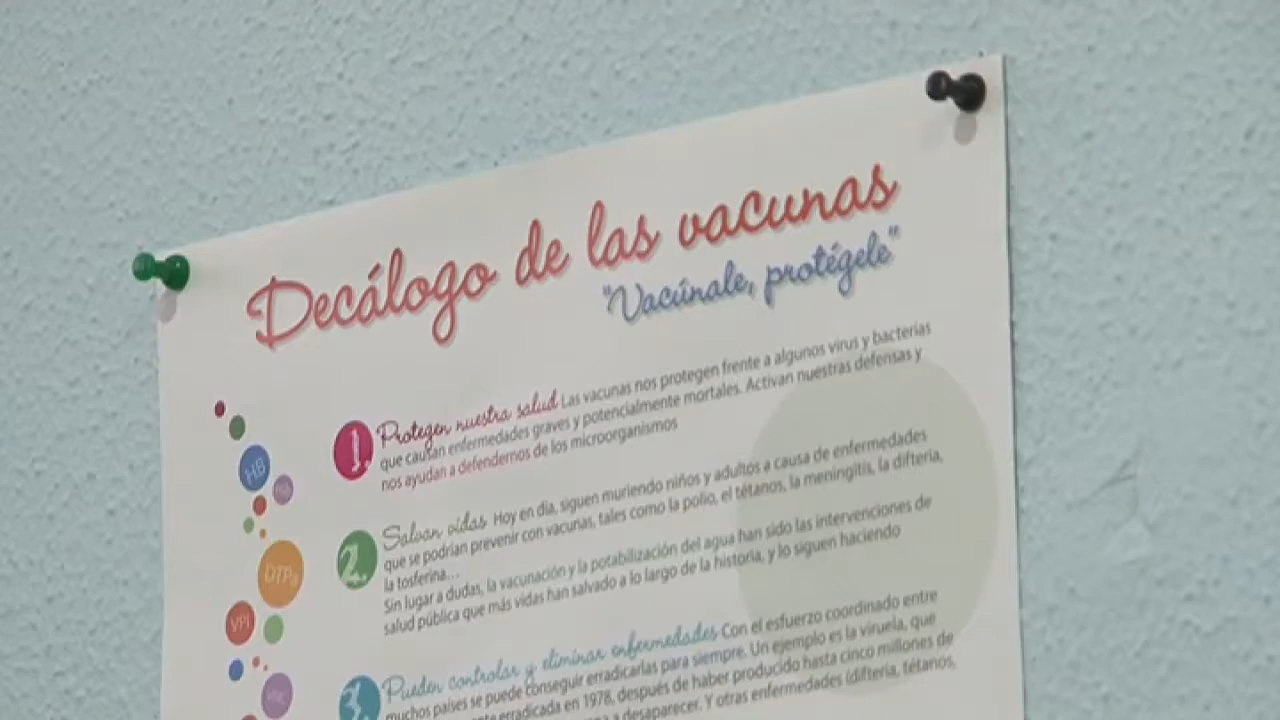 Decálogo de las vacunas
"Vacúnale, protégele"
1. Protegen nuestra salud Las vacunas nos protegen frente a algunos virus y bacterias
que causan enfermedades graves y potencialmente mortales. Activan nuestras defensas y
nos ayudan a defendernos de los microorganismos
HB
2. Salvan vidas Hoy en día, siguen muriendo niños y adultos a causa de enfermedades
que se podrían prevenir con vacunas, tales como la polio, el tétanos, la meningitis, la difteria,
la tosferina...
Sin lugar a dudas, la vacunación y la potabilización del agua han sido las intervenciones de
salud pública que más vidas han salvado a lo largo de la historia, y lo siguen haciendo
DTPa
VPI
3. Pueden controlar y eliminar enfermedades Con el esfuerzo coordinado entre
muchos países se puede conseguir erradicarlas para siempre. Un ejemplo es la viruela, que
erradicada en 1978, después de haber producido hasta cinco millones de
a desaparecer. Y otras enfermedades (difteria, tétanos,